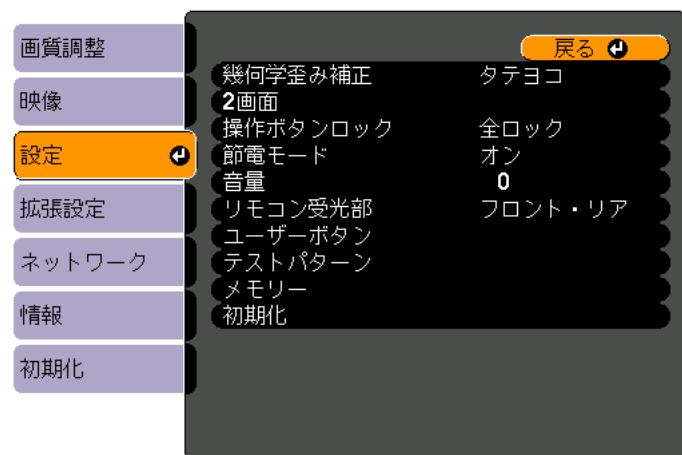 画質調整
映像
設定
拡張設定
ネットワーク
情報
初期化
戻る
幾何学歪み補正 タテヨコ
2画面
操作ボタンロック 全ロック
節電モード オン
音量 0
リモコン受光部 フロント・リア
ユーザーボタン
テストパターン
メモリー
初期化